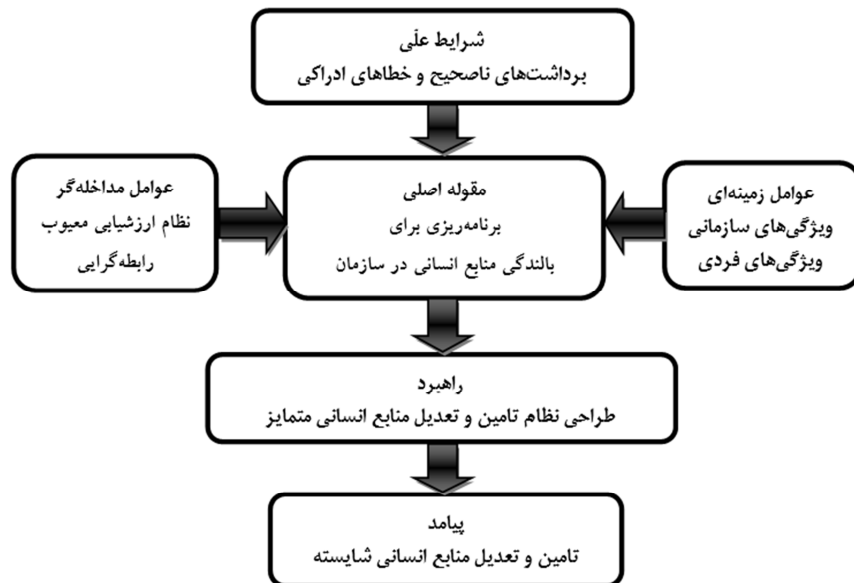 شرایط علّی
برداشت‌های ناصحیح و خطاهای ادراکی
عوامل زمینه‌ای
ویژگی‌های سازمانی
ویژگی‌های فردی
مقوله اصلی
برنامه‌ریزی برای
بالندگی منابع انسانی در سازمان
عوامل مداخله‌گر
نظام ارزشیابی معیوب
رابطه‌گرایی
راهبرد
طراحی نظام تامین و تعدیل منابع انسانی متمایز
پیامد
تامین و تعدیل منابع انسانی شایسته